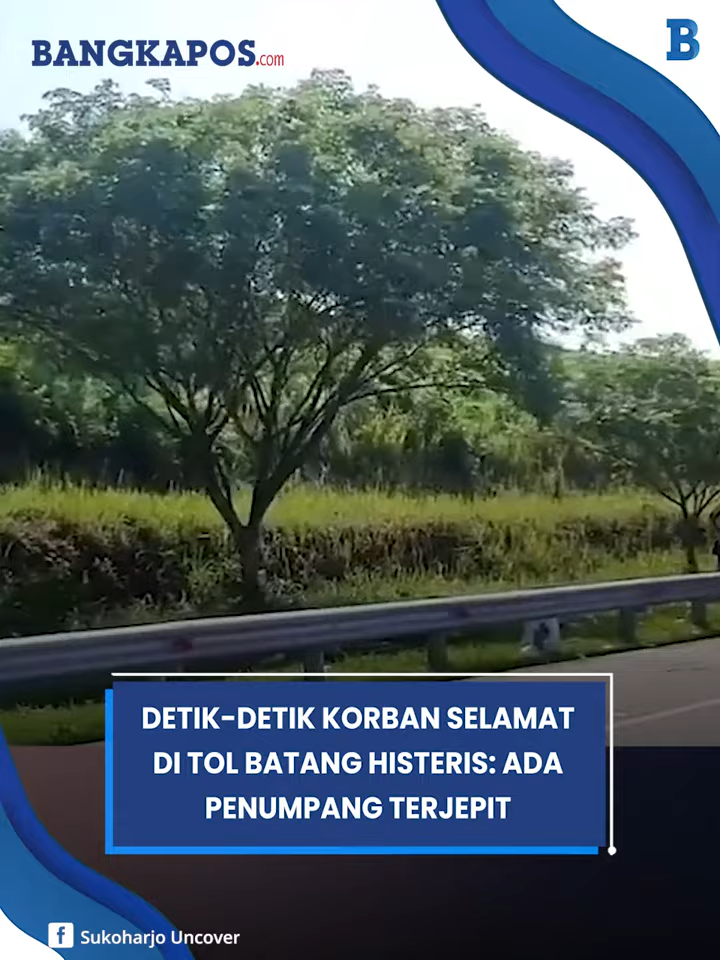 BANGKAPOS.com
B
DETIK-DETIK KORBAN SELAMAT
DI TOL BATANG HISTERIS: ADA
PENUMPANG TERJEPIT
f Sukoharjo Uncover